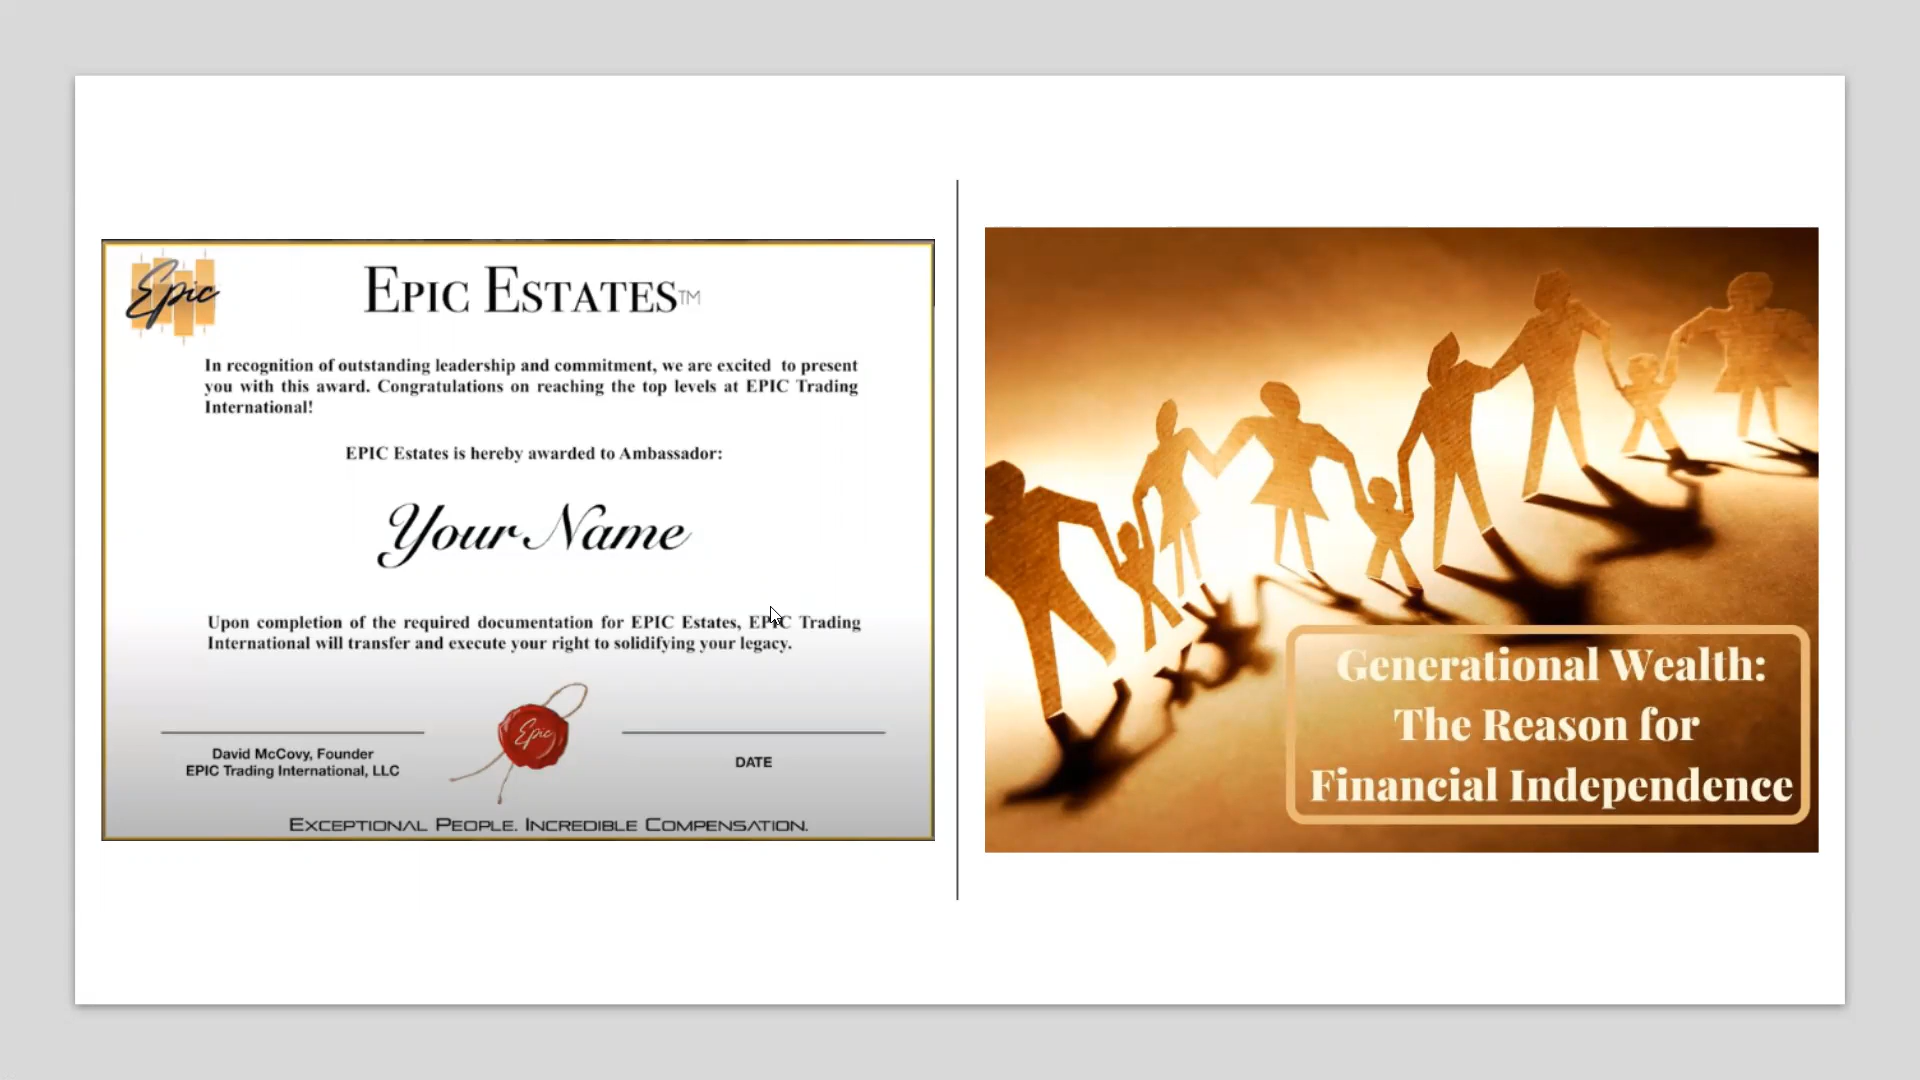 Epic
EPIC ESTATES™
In recognition of outstanding leadership and commitment, we are excited to present
you with this award. Congratulations on reaching the top levels at EPIC Trading
International!
EPIC Estates is hereby awarded to Ambassador:
Your Name
Upon completion of the required documentation for EPIC Estates, EPIC Trading
International will transfer and execute your right to solidifying your legacy.
Epic
David McCovy, Founder
EPIC Trading International, LLC
DATE
EXCEPTIONAL PEOPLE. INCREDIBLE COMPENSATION.
Generational Wealth:
The Reason for
Financial Independence